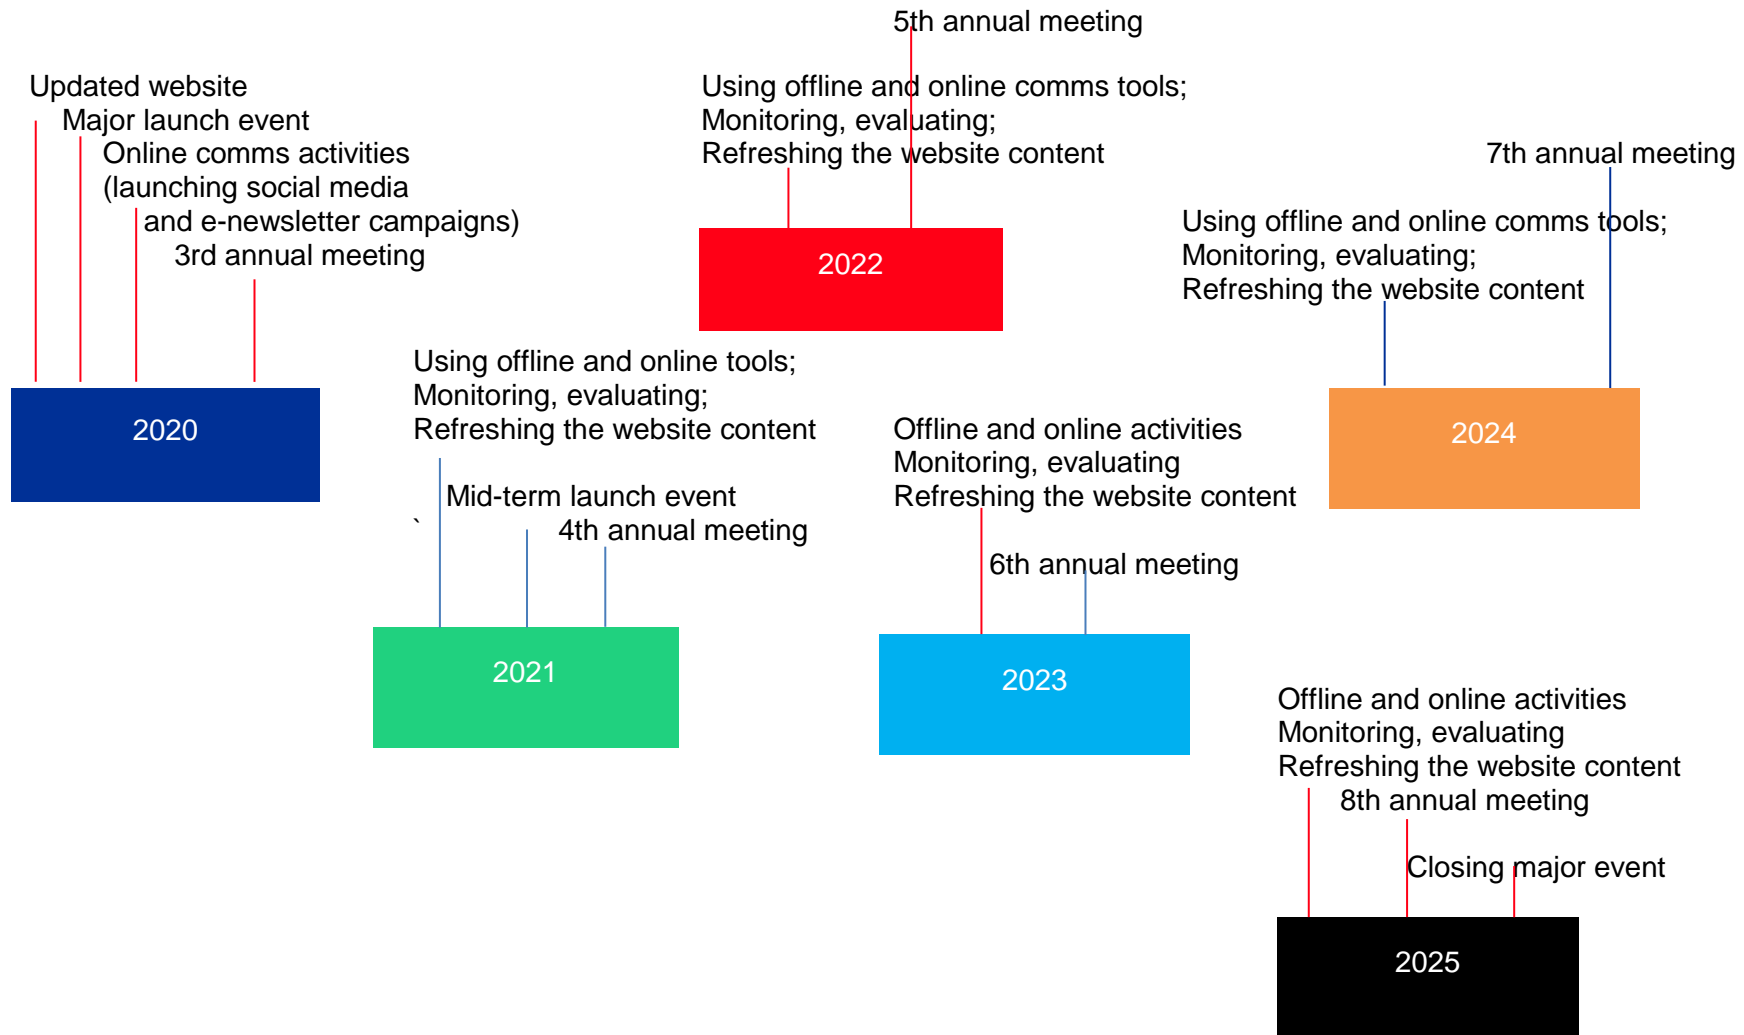 Updated website
Major launch event
Online comms activities
(launching social media
and e-newsletter campaigns)
3rd annual meeting
2020
Using offline and online tools;
Monitoring, evaluating;
Refreshing the website content
Mid-term launch event
`
4th annual meeting
2021
5th annual meeting
Using offline and online comms tools;
Monitoring, evaluating;
Refreshing the website content
2022
Offline and online activities
Monitoring, evaluating
Refreshing the website content
6th annual meeting
2023
7th annual meeting
Using offline and online comms tools;
Monitoring, evaluating;
Refreshing the website content
2024
Offline and online activities
Monitoring, evaluating
Refreshing the website content
8th annual meeting
Closing major event
2025